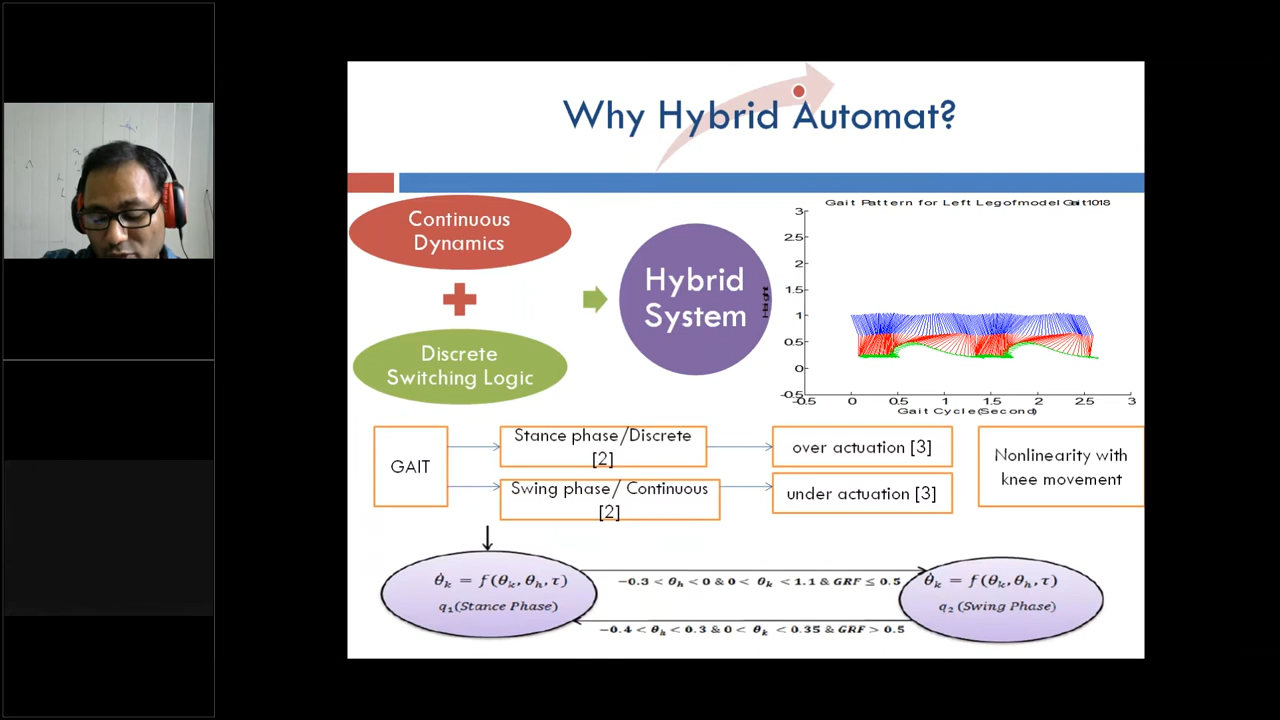 Why Hybrid Automat?
Continuous
Dynamics
Discrete
Switching Logic
Hybrid
System
Gait Pattern for Left Legofmodel Gait1018
3
2.5
2
1.5
1
0.5
0
-0.5
Height
-0.5 0 0.5 1 1.5 2 2.5 3
Gait Cycle(Second)
GAIT
Stance phase/Discrete
[2]
over actuation [3]
Swing phase/ Continuous
[2]
under actuation [3]
Nonlinearity with
knee movement
θ̇k = f(θk, θh, τ)
q1(Stance Phase)
−0.3 < θh < 0 & 0 < θk < 1.1 & GRF ≤ 0.5
−0.4 < θh < 0.3 & 0 < θk < 0.35 & GRF > 0.5
θ̇k = f(θk, θh, τ)
q2 (Swing Phase)